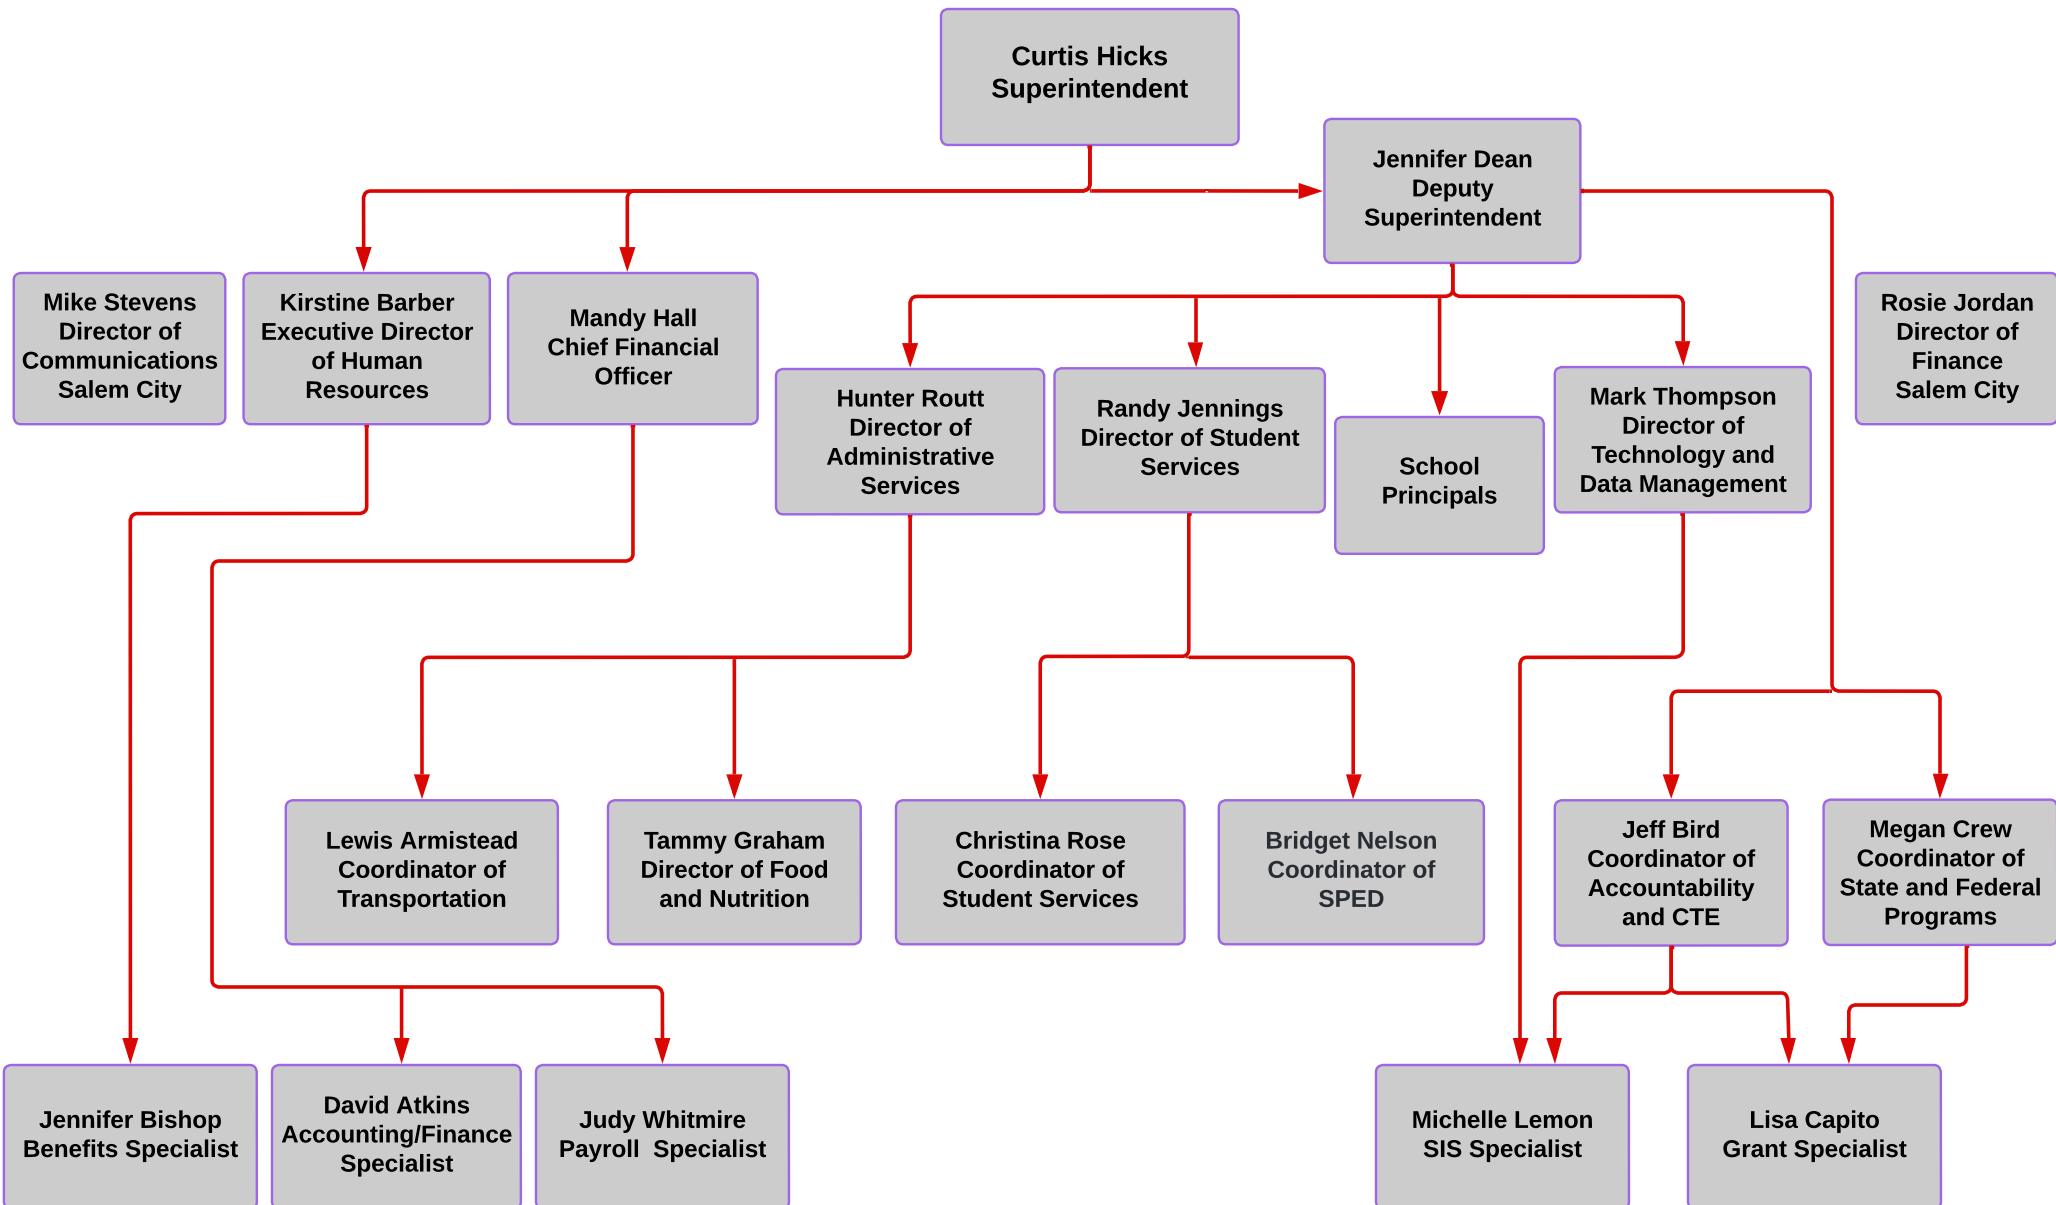 Curtis Hicks
Superintendent
Jennifer Dean
Deputy
Superintendent
Mike Stevens
Director of
Communications
Salem City
Kirstine Barber
Executive Director
of Human
Resources
Mandy Hall
Chief Financial
Officer
Hunter Routt
Director of
Administrative
Services
Randy Jennings
Director of Student
Services
School
Principals
Mark Thompson
Director of
Technology and
Data Management
Rosie Jordan
Director of
Finance
Salem City
Lewis Armistead
Coordinator of
Transportation
Tammy Graham
Director of Food
and Nutrition
Christina Rose
Coordinator of
Student Services
Bridget Nelson
Coordinator of
SPED
Jeff Bird
Coordinator of
Accountability
and CTE
Megan Crew
Coordinator of
State and Federal
Programs
Jennifer Bishop
Benefits Specialist
David Atkins
Accounting/Finance
Specialist
Judy Whitmire
Payroll  Specialist
Michelle Lemon
SIS Specialist
Lisa Capito
Grant Specialist